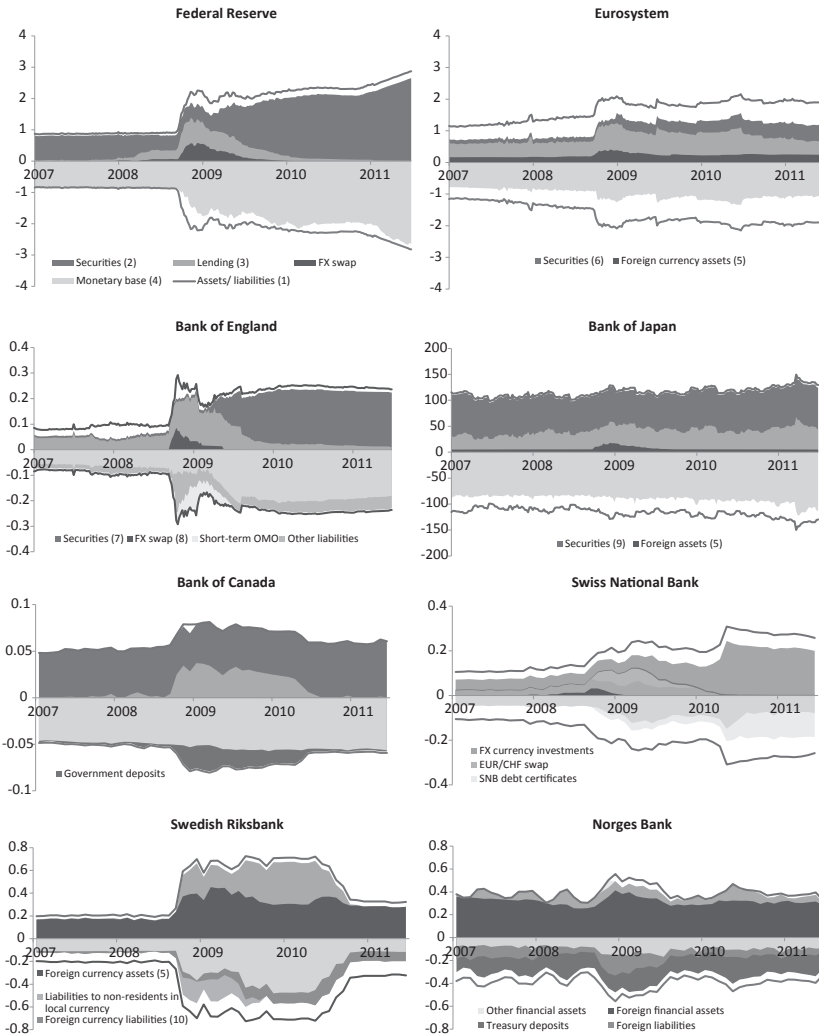 Federal Reserve
4
3
2
1
0
-1
-2
-3
-4
2007 2008 2009 2010 2011
Securities (2) Lending (3) FX swap
Monetary base (4) Assets/ liabilities (1)
Eurosystem
4
3
2
1
0
-1
-2
-3
-4
2007 2008 2009 2010 2011
Securities (6) Foreign currency assets (5)
Bank of England
0.4
0.3
0.2
0.1
0
-0.1
-0.2
-0.3
-0.4
2007 2008 2009 2010 2011
Securities (7) FX swap (8) Short-term OMO Other liabilities
Bank of Japan
200
150
100
50
0
-50
-100
-150
-200
2007 2008 2009 2010 2011
Securities (9) Foreign assets (5)
Bank of Canada
0.1
0.05
0
-0.05
-0.1
2007 2008 2009 2010 2011
Government deposits
Swiss National Bank
0.4
0.2
0
-0.2
-0.4
2007 2008 2009 2010 2011
FX currency investments
EUR/CHF swap
SNB debt certificates
Swedish Riksbank
0.8
0.6
0.4
0.2
0
-0.2
-0.4
-0.6
-0.8
2007 2008 2009 2010 2011
Foreign currency assets (5)
Liabilities to non-residents in
local currency
Foreign currency liabilities (10)
Norges Bank
0.8
0.6
0.4
0.2
0
-0.2
-0.4
-0.6
-0.8
2007 2008 2009 2010 2011
Other financial assets Foreign financial assets
Treasury deposits Foreign liabilities